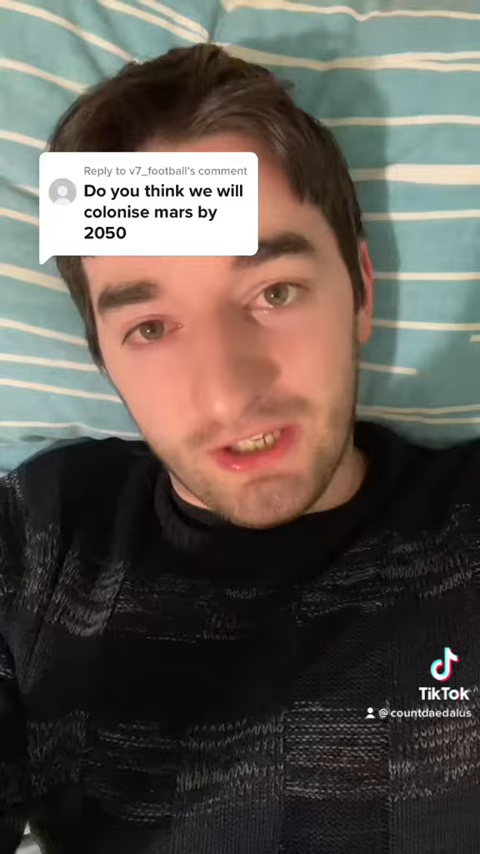 Reply to v7_football's comment
Do you think we will
colonise mars by
2050
TikTok
@ countdaedalus